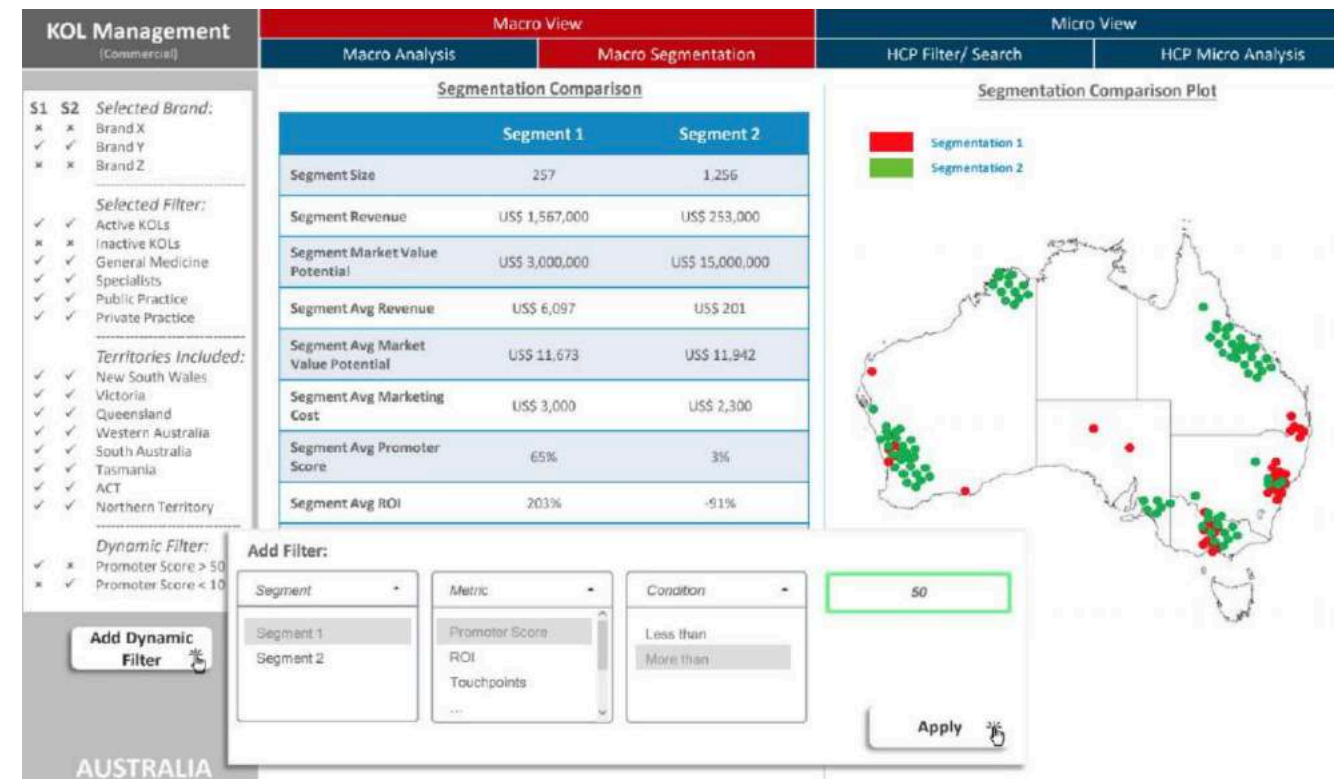 KOL Management
(Commercial)
Macro View
Micro View
Macro Analysis
Macro Segmentation
HCP Filter/ Search
HCP Micro Analysis
S1 S2 Selected Brand:
× × Brand X
✓ ✓ Brand Y
× × Brand Z
Selected Filter:
✓ ✓ Active KOLs
× × Inactive KOLs
✓ ✓ General Medicine
✓ ✓ Specialists
✓ ✓ Public Practice
✓ ✓ Private Practice
Territories Included:
✓ ✓ New South Wales
✓ ✓ Victoria
✓ ✓ Queensland
✓ ✓ Western Australia
✓ ✓ South Australia
✓ ✓ Tasmania
✓ ✓ ACT
✓ ✓ Northern Territory
Dynamic Filter:
✓ × Promoter Score > 50
× ✓ Promoter Score < 10
Add Dynamic
Filter
AUSTRALIA
Segmentation Comparison
Segment 1 Segment 2
Segment Size 257 1,256
Segment Revenue US$ 1,567,000 US$ 253,000
Segment Market Value
Potential US$ 3,000,000 US$ 15,000,000
Segment Avg Revenue US$ 6,097 US$ 201
Segment Avg Market
Value Potential US$ 11,673 US$ 11,942
Segment Avg Marketing
Cost US$ 3,000 US$ 2,300
Segment Avg Promoter
Score 65% 3%
Segment Avg ROI 203% -91%
Segmentation Comparison Plot
Segmentation 1
Segmentation 2
Add Filter:
Segment
Segment 1
Segment 2
Metric
Promoter Score
ROI
Touchpoints
...
Condition
Less than
More than
50
Apply